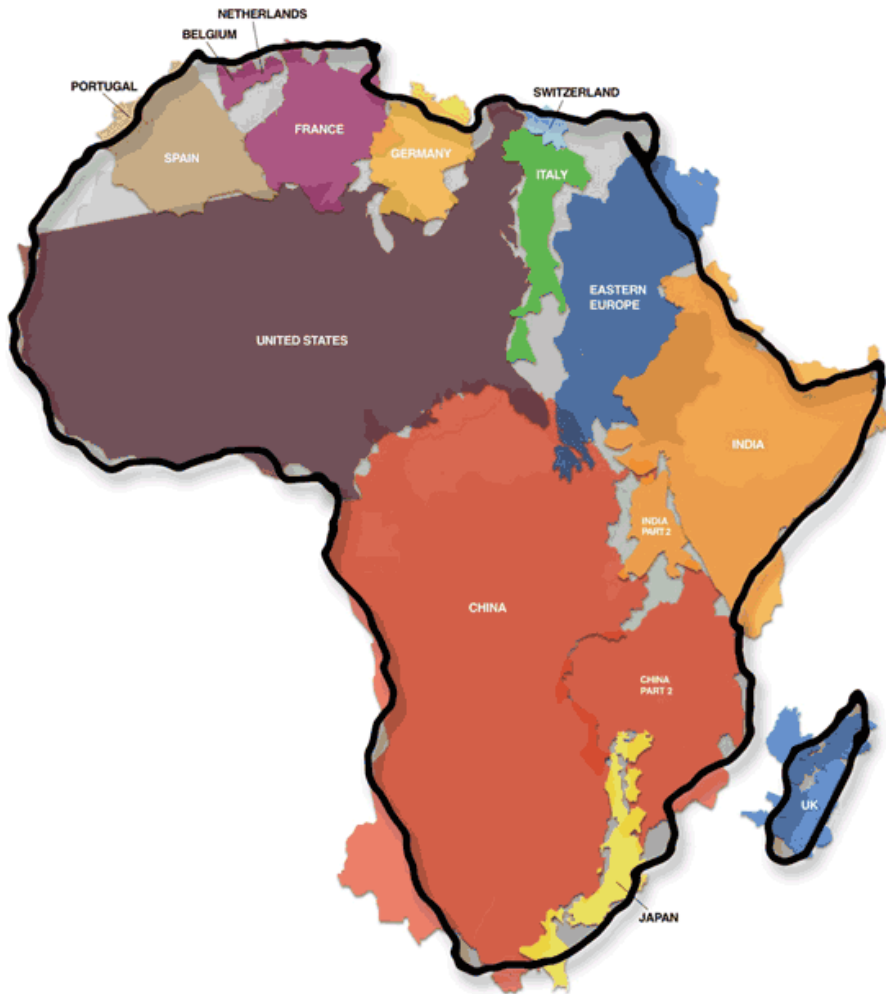 NETHERLANDS
BELGIUM
PORTUGAL
SWITZERLAND
FRANCE
SPAIN
GERMANY
ITALY
EASTERN
EUROPE
UNITED STATES
INDIA
INDIA
PART 2
CHINA
CHINA
PART 2
UK
JAPAN